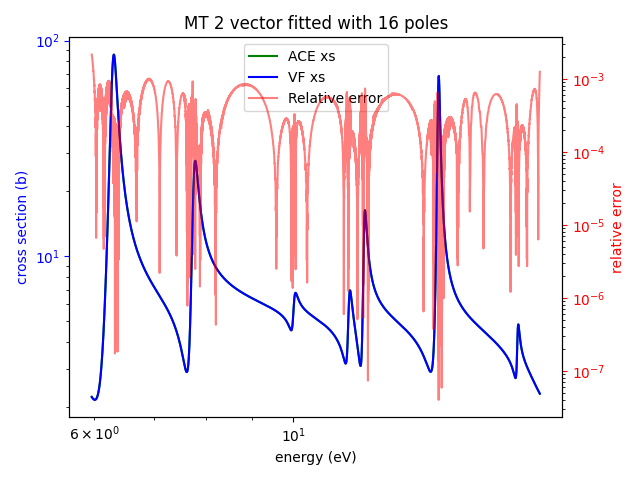 MT 2 vector fitted with 16 poles
ACE xs
VF xs
Relative error
cross section (b)
10²
10¹
relative error
10⁻³
10⁻⁴
10⁻⁵
10⁻⁶
10⁻⁷
6 × 10⁰
10¹
energy (eV)